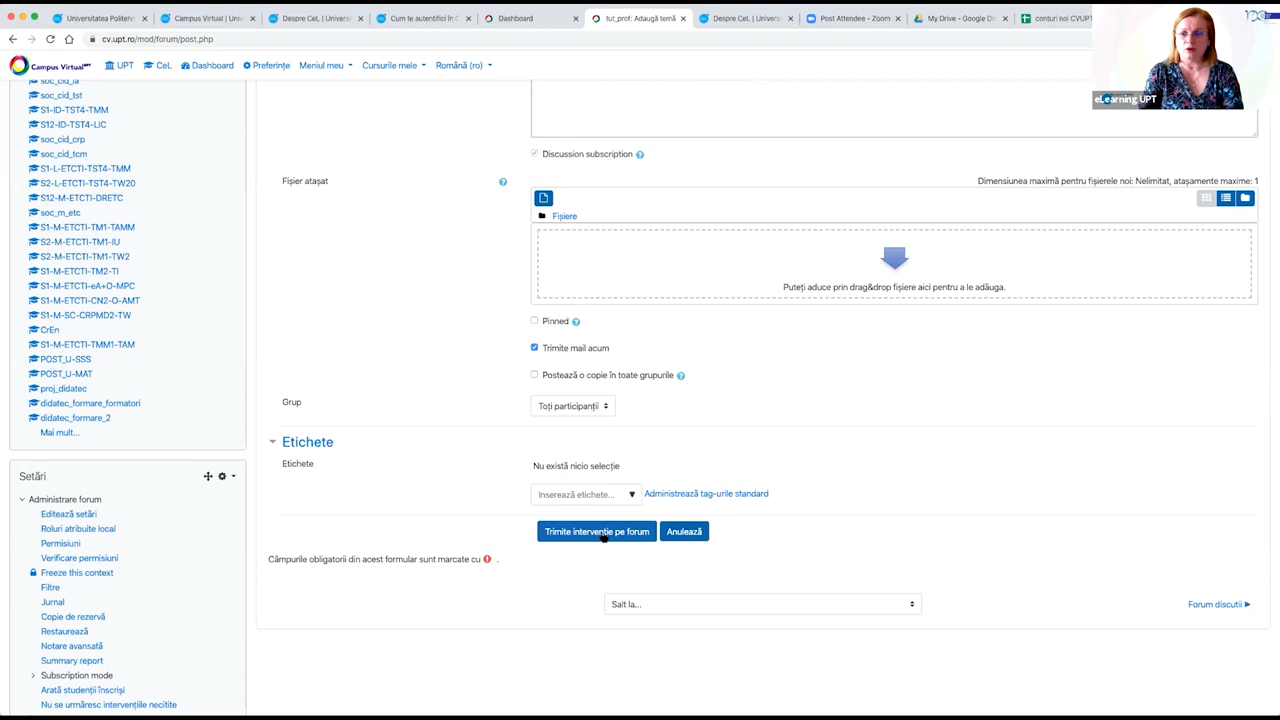 Universitatea Politehn
Campus Virtual | Uni
Despre CeL | Universi
Cum te autentifici în C
Dashboard
tut_prof: Adaugă temă
Despre CeL | Univers
Post Attendee - Zoom
My Drive - Google Dr
conturi noi CVUPT
cv.upt.ro/mod/forum/post.php
Campus Virtual UPT
UPT
CeL
Dashboard
Preferințe
Meniul meu
Cursurile mele
Română (ro)
eLearning UPT
soc_cid_ia
soc_cid_tst
S1-ID-TST4-TMM
S12-ID-TST4-LIC
soc_cid_crp
soc_cid_tcm
S1-L-ETCTI-TST4-TMM
S2-L-ETCTI-TST4-TW20
S12-M-ETCTI-DRETC
soc_m_etc
S1-M-ETCTI-TM1-TAMM
S2-M-ETCTI-TM1-IU
S2-M-ETCTI-TM1-TW2
S1-M-ETCTI-TM2-TI
S1-M-ETCTI-eA+O-MPC
S1-M-ETCTI-CN2-O-AMT
S1-M-SC-CRPMD2-TW
CrEn
S1-M-ETCTI-TMM1-TAM
POST_U-SSS
POST_U-MAT
proj_didatec
didatec_formare_formatori
didatec_formare_2
Mai mult...
Setări
Administrare forum
Editează setări
Roluri atribuite local
Permisiuni
Verificare permisiuni
Freeze this context
Filtre
Jurnal
Copie de rezervă
Restaurează
Notare avansată
Summary report
Subscription mode
Arată studenții înscriși
Nu se urmăresc intervențiile necitite
Discussion subscription
Fișier atașat
Dimensiunea maximă pentru fișierele noi: Nelimitat, atașamente maxime: 1
Fișiere
Puteți aduce prin drag&drop fișiere aici pentru a le adăuga.
Pinned
Trimite mail acum
Postează o copie în toate grupurile
Grup
Toți participanții
Etichete
Etichete
Nu există nicio selecție
Inserează etichete...
Administrează tag-urile standard
Trimite intervenție pe forum
Anulează
Câmpurile obligatorii din acest formular sunt marcate cu .
Salt la...
Forum discutii